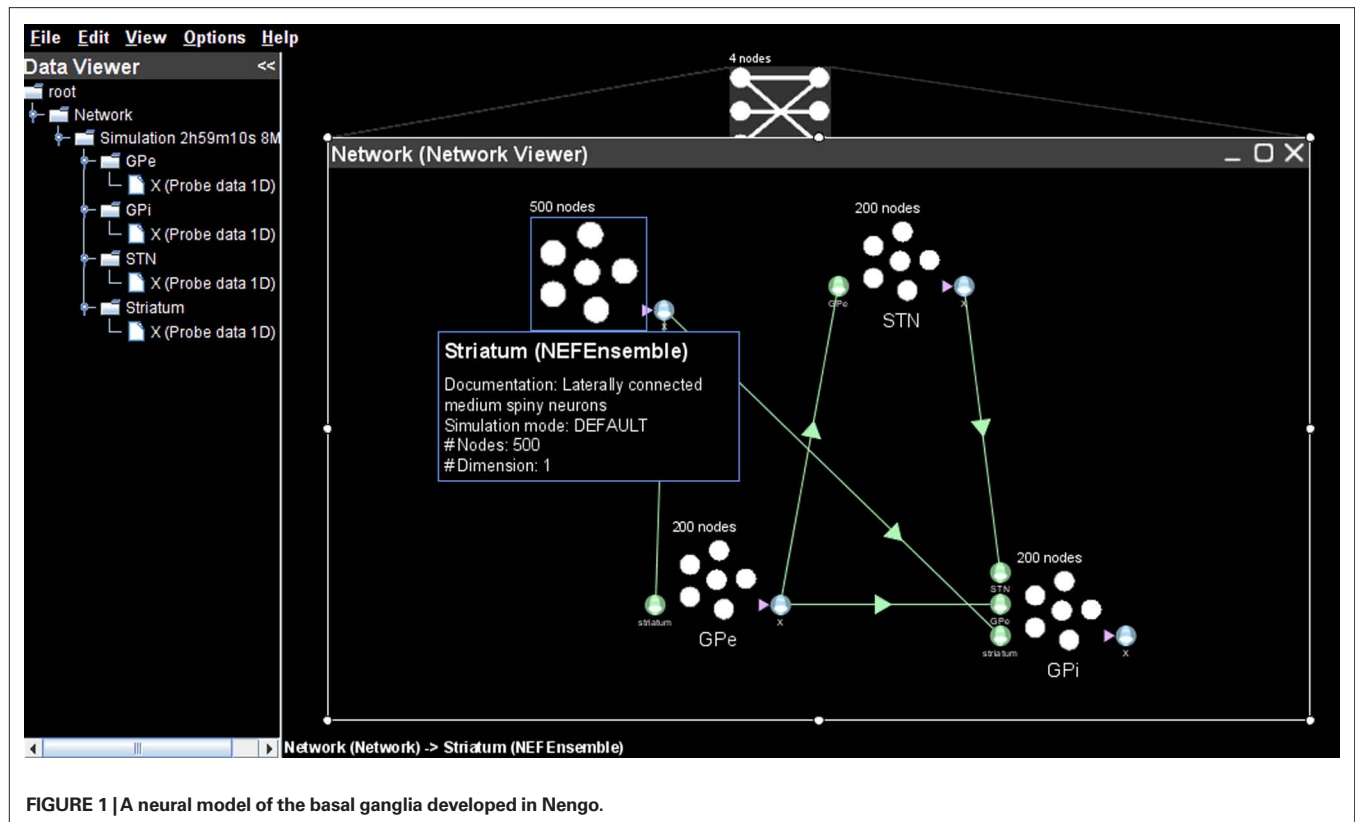 File Edit View Options Help
Data Viewer <<
root
Network
Simulation 2h59m10s 8M
GPe
X (Probe data 1D)
GPi
X (Probe data 1D)
STN
X (Probe data 1D)
Striatum
X (Probe data 1D)
4 nodes
Network (Network Viewer)
500 nodes
X
Striatum (NEFEnsemble)
Documentation: Laterally connected
medium spiny neurons
Simulation mode: DEFAULT
#Nodes: 500
#Dimension: 1
200 nodes
GPe
X
STN
200 nodes
striatum
X
GPe
200 nodes
STN
GPe
striatum
X
GPi
Network (Network) -> Striatum (NEFEnsemble)
FIGURE 1 | A neural model of the basal ganglia developed in Nengo.